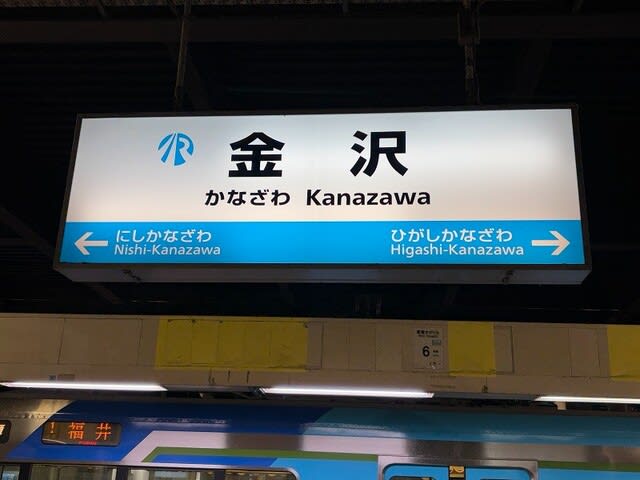 金沢
かなざわ Kanazawa
にしかなざわ
Nishi-Kanazawa
ひがしかなざわ
Higashi-Kanazawa
6
福井